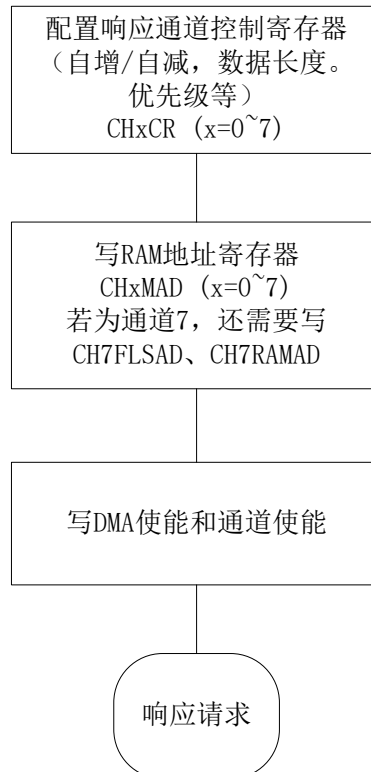 配置响应通道控制寄存器
（自增/自减，数据长度。
优先级等）
CHxCR (x=0~7)
写RAM地址寄存器
CHxMAD (x=0~7)
若为通道7，还需要写
CH7FLSAD、CH7RAMAD
写DMA使能和通道使能
响应请求